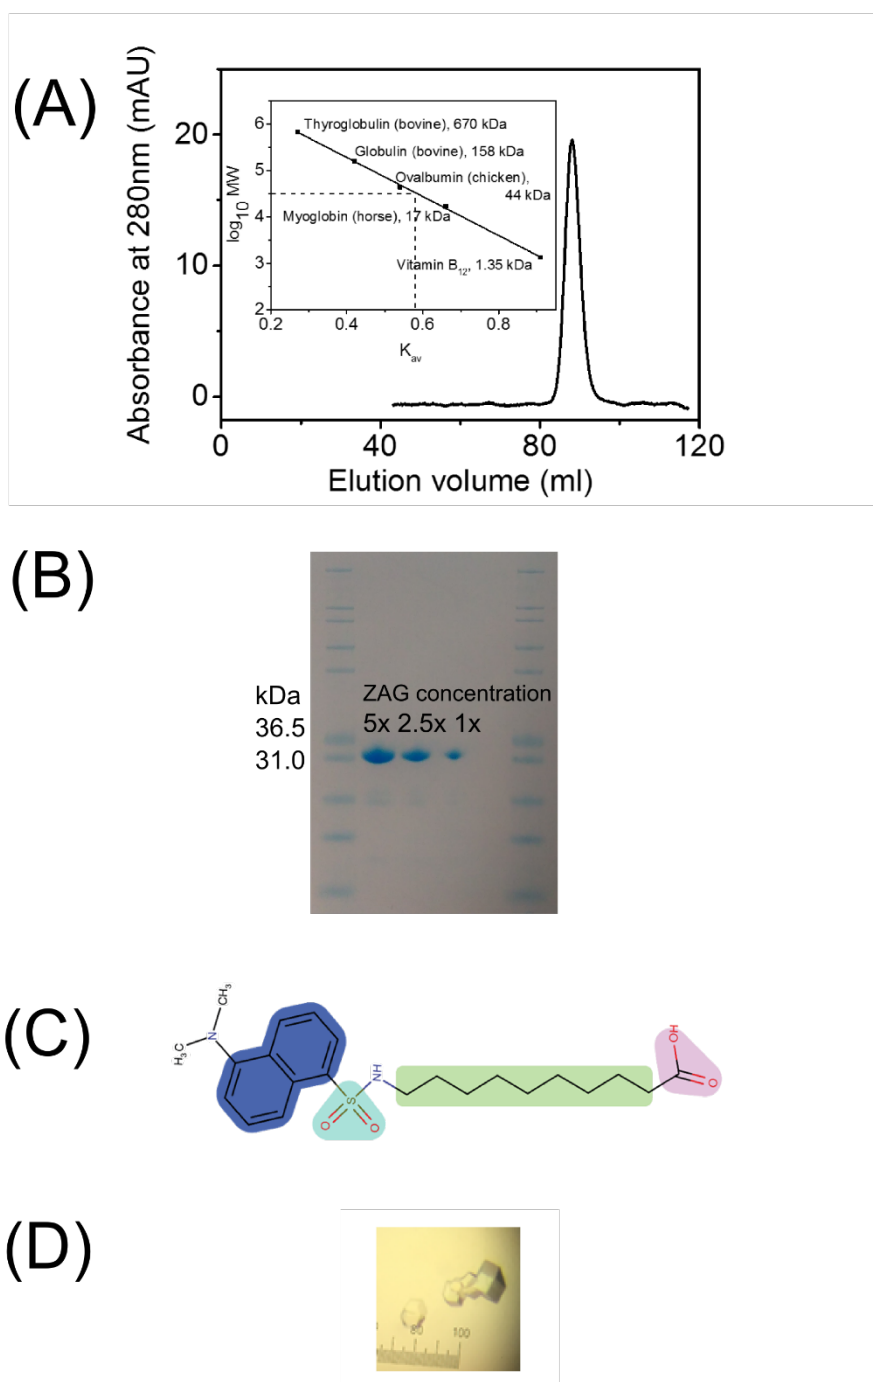 (A)
Absorbance at 280nm (mAU)
20
10
0
0
40
80
120
Elution volume (ml)
log10 MW
6
5
4
3
2
0.2
0.4
0.6
0.8
Kav
Thyroglobulin (bovine), 670 kDa
Globulin (bovine), 158 kDa
Ovalbumin (chicken),
44 kDa
Myoglobin (horse), 17 kDa
Vitamin B12, 1.35 kDa
(B)
kDa
36.5
31.0
ZAG concentration
5x 2.5x 1x
(C)
CH3
H3C
N
S
O
O
NH
OH
O
(D)
100